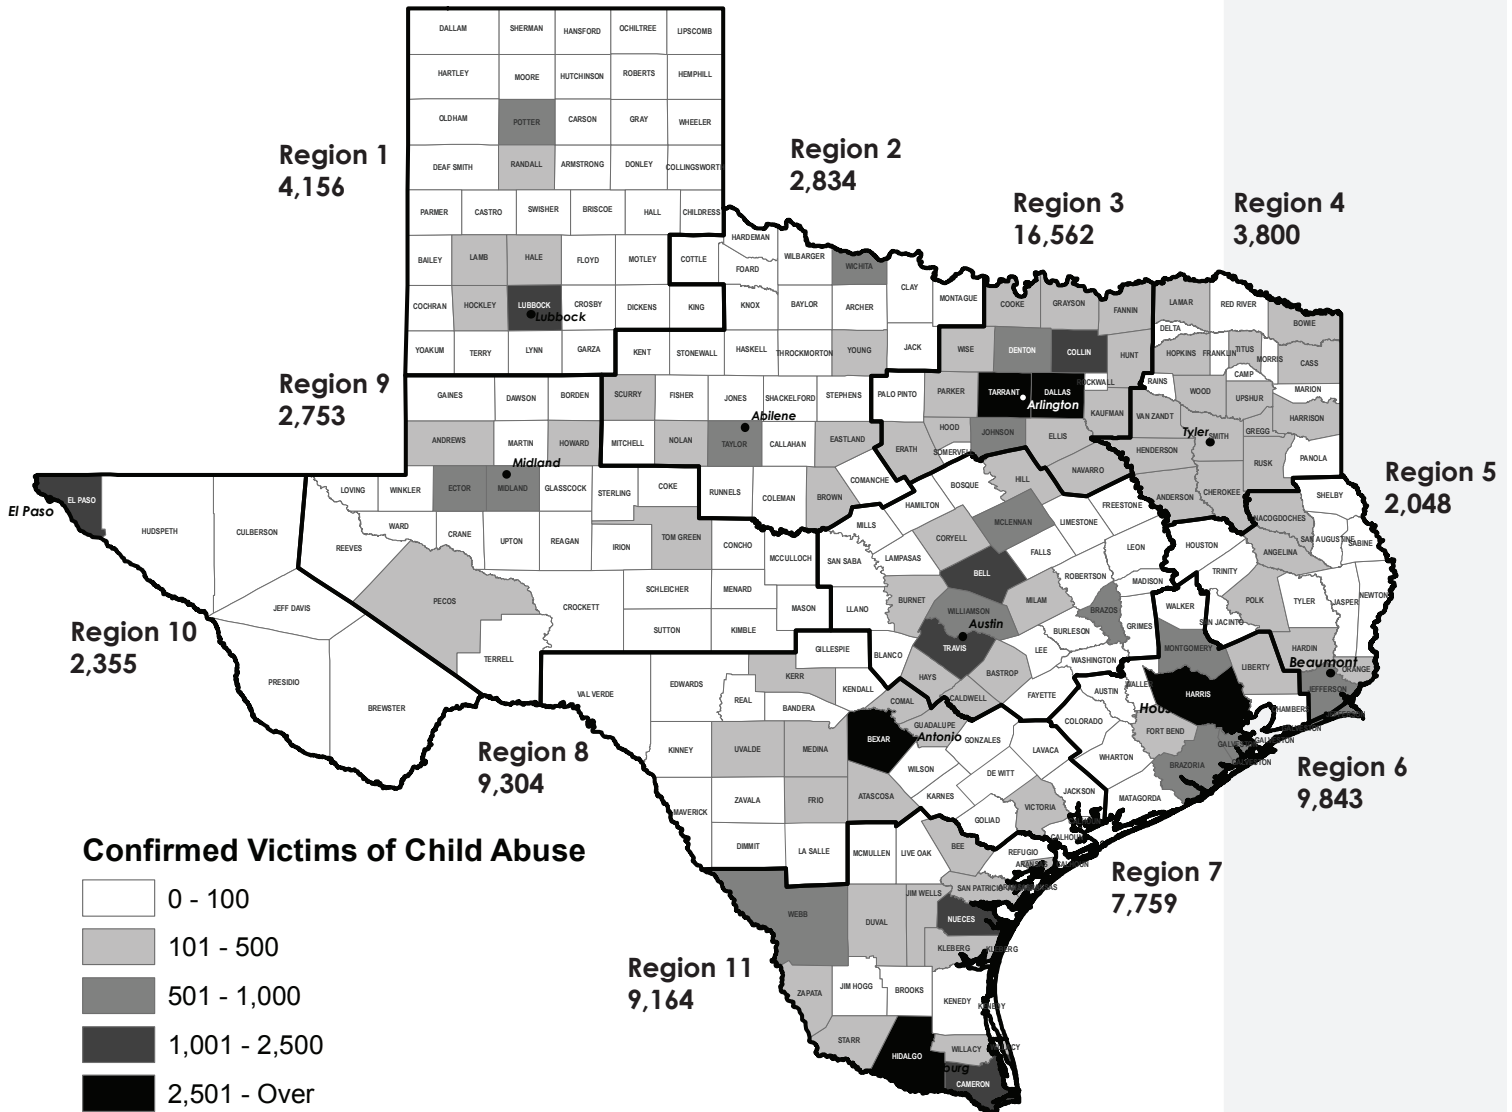 DALLAM SHERMAN HANSFORD OCHILTREE LIPSCOMB
HARTLEY MOORE HUTCHINSON ROBERTS HEMPHILL
OLDHAM POTTER CARSON GRAY WHEELER
Region 1
4,156
DEAF SMITH RANDALL ARMSTRONG DONLEY COLLINGSWORTH
Region 2
2,834
PARMER CASTRO SWISHER BRISCOE HALL CHILDRESS
Region 3
16,562
Region 4
3,800
BAILEY LAMB HALE FLOYD MOTLEY COTTLE HARDEMAN FOARD WILBARGER WICHITA CLAY MONTAGUE
COCHRAN HOCKLEY LUBBOCK CROSBY DICKENS KING KNOX BAYLOR ARCHER COOKE GRAYSON FANNIN LAMAR RED RIVER BOWIE
Lubbock
DELTA
YOAKUM TERRY LYNN GARZA KENT STONEWALL HASKELL THROCKMORTON YOUNG JACK WISE DENTON COLLIN HUNT HOPKINS FRANKLIN TITUS MORRIS CASS
Region 9
2,753
GAINES DAWSON BORDEN SCURRY FISHER JONES SHACKELFORD STEPHENS PALO PINTO PARKER TARRANT DALLAS ROCKWALL RAINS WOOD CAMP UPSHUR MARION
Abilene
Arlington
KAUFMAN VAN ZANDT HARRISON
ANDREWS MARTIN HOWARD MITCHELL NOLAN TAYLOR CALLAHAN EASTLAND ERATH HOOD SOMERVELL JOHNSON ELLIS HENDERSON
Tyler
SMITH GREGG RUSK PANOLA
Midland
Region 5
2,048
El Paso
EL PASO HUDSPETH CULBERSON LOVING WINKLER ECTOR MIDLAND GLASSCOCK STERLING COKE RUNNELS COLEMAN BROWN COMANCHE HAMILTON BOSQUE HILL NAVARRO ANDERSON CHEROKEE NACOGDOCHES SHELBY
WARD CRANE UPTON REAGAN IRION TOM GREEN CONCHO MCCULLOCH MILLS CORYELL MCLENNAN LIMESTONE FREESTONE SAN AUGUSTINE SABINE
REEVES SAN SABA LAMPASAS FALLS LEON HOUSTON ANGELINA
JEFF DAVIS PECOS CROCKETT SCHLEICHER MENARD MASON LLANO BURNET BELL MILAM ROBERTSON MADISON TRINITY POLK TYLER JASPER NEWTON
Region 10
2,355
SUTTON KIMBLE WILLIAMSON BRAZOS WALKER SAN JACINTO
Austin
BURLESON GRIMES
TERRELL GILLESPIE BLANCO TRAVIS LEE WASHINGTON MONTGOMERY LIBERTY HARDIN
Beaumont
ORANGE
PRESIDIO BREWSTER VAL VERDE EDWARDS REAL KERR BANDERA KENDALL HAYS BASTROP CALDWELL FAYETTE AUSTIN WALLER HARRIS JEFFERSON
COMAL GUADALUPE COLORADO CHAMBERS
Region 8
9,304
KINNEY UVALDE MEDINA BEXAR
Antonio
GONZALES LAVACA WHARTON FORT BEND GALVESTON GALVESTON GALVESTON
WILSON DE WITT BRAZORIA
Region 6
9,843
MAVERICK ZAVALA FRIO ATASCOSA KARNES GOLIAD VICTORIA JACKSON MATAGORDA
CALHOUN
DIMMIT LA SALLE MCMULLEN LIVE OAK BEE REFUGIO
Region 7
7,759
Confirmed Victims of Child Abuse
0 - 100
101 - 500
501 - 1,000
1,001 - 2,500
2,501 - Over
WEBB DUVAL JIM WELLS SAN PATRICIO NUECES
KLEBERG KLEBERG
Region 11
9,164
ZAPATA JIM HOGG BROOKS KENEDY KENEDY
STARR HIDALGO WILLACY
burg
CAMERON